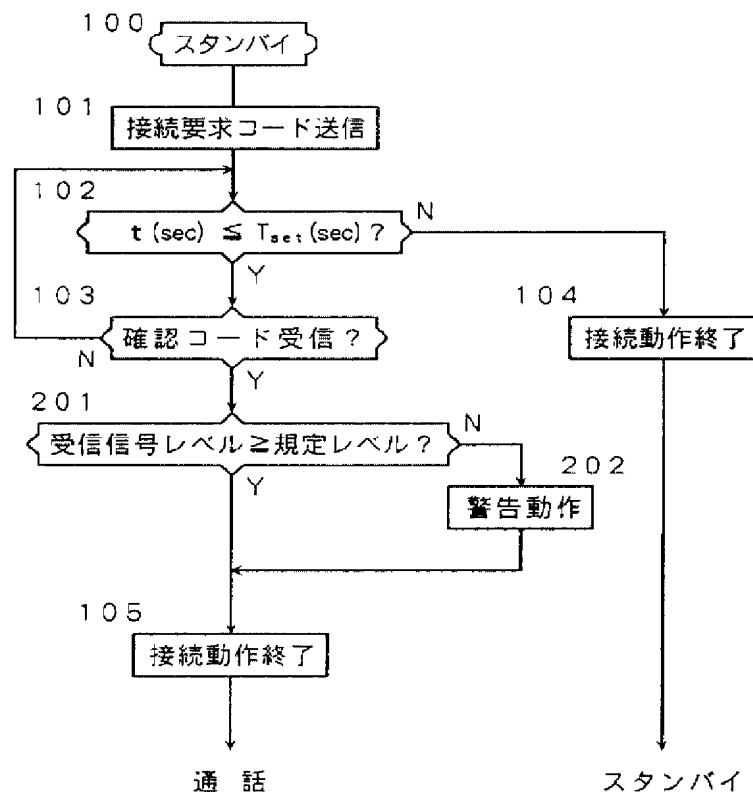 100
スタンバイ
101
接続要求コード送信
102
t(sec) ≦ Tset(sec)?
N
Y
103
確認コード受信?
N
Y
104
接続動作終了
201
受信信号レベル≧規定レベル?
N
Y
202
警告動作
105
接続動作終了
通話
スタンバイ